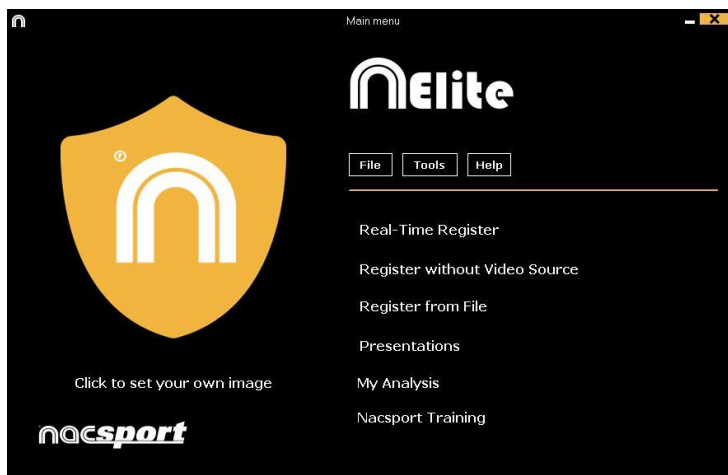 Main menu
nElite
File Tools Help
Real-Time Register
Register without Video Source
Register from File
Presentations
My Analysis
Nacsport Training
Click to set your own image
nacsport